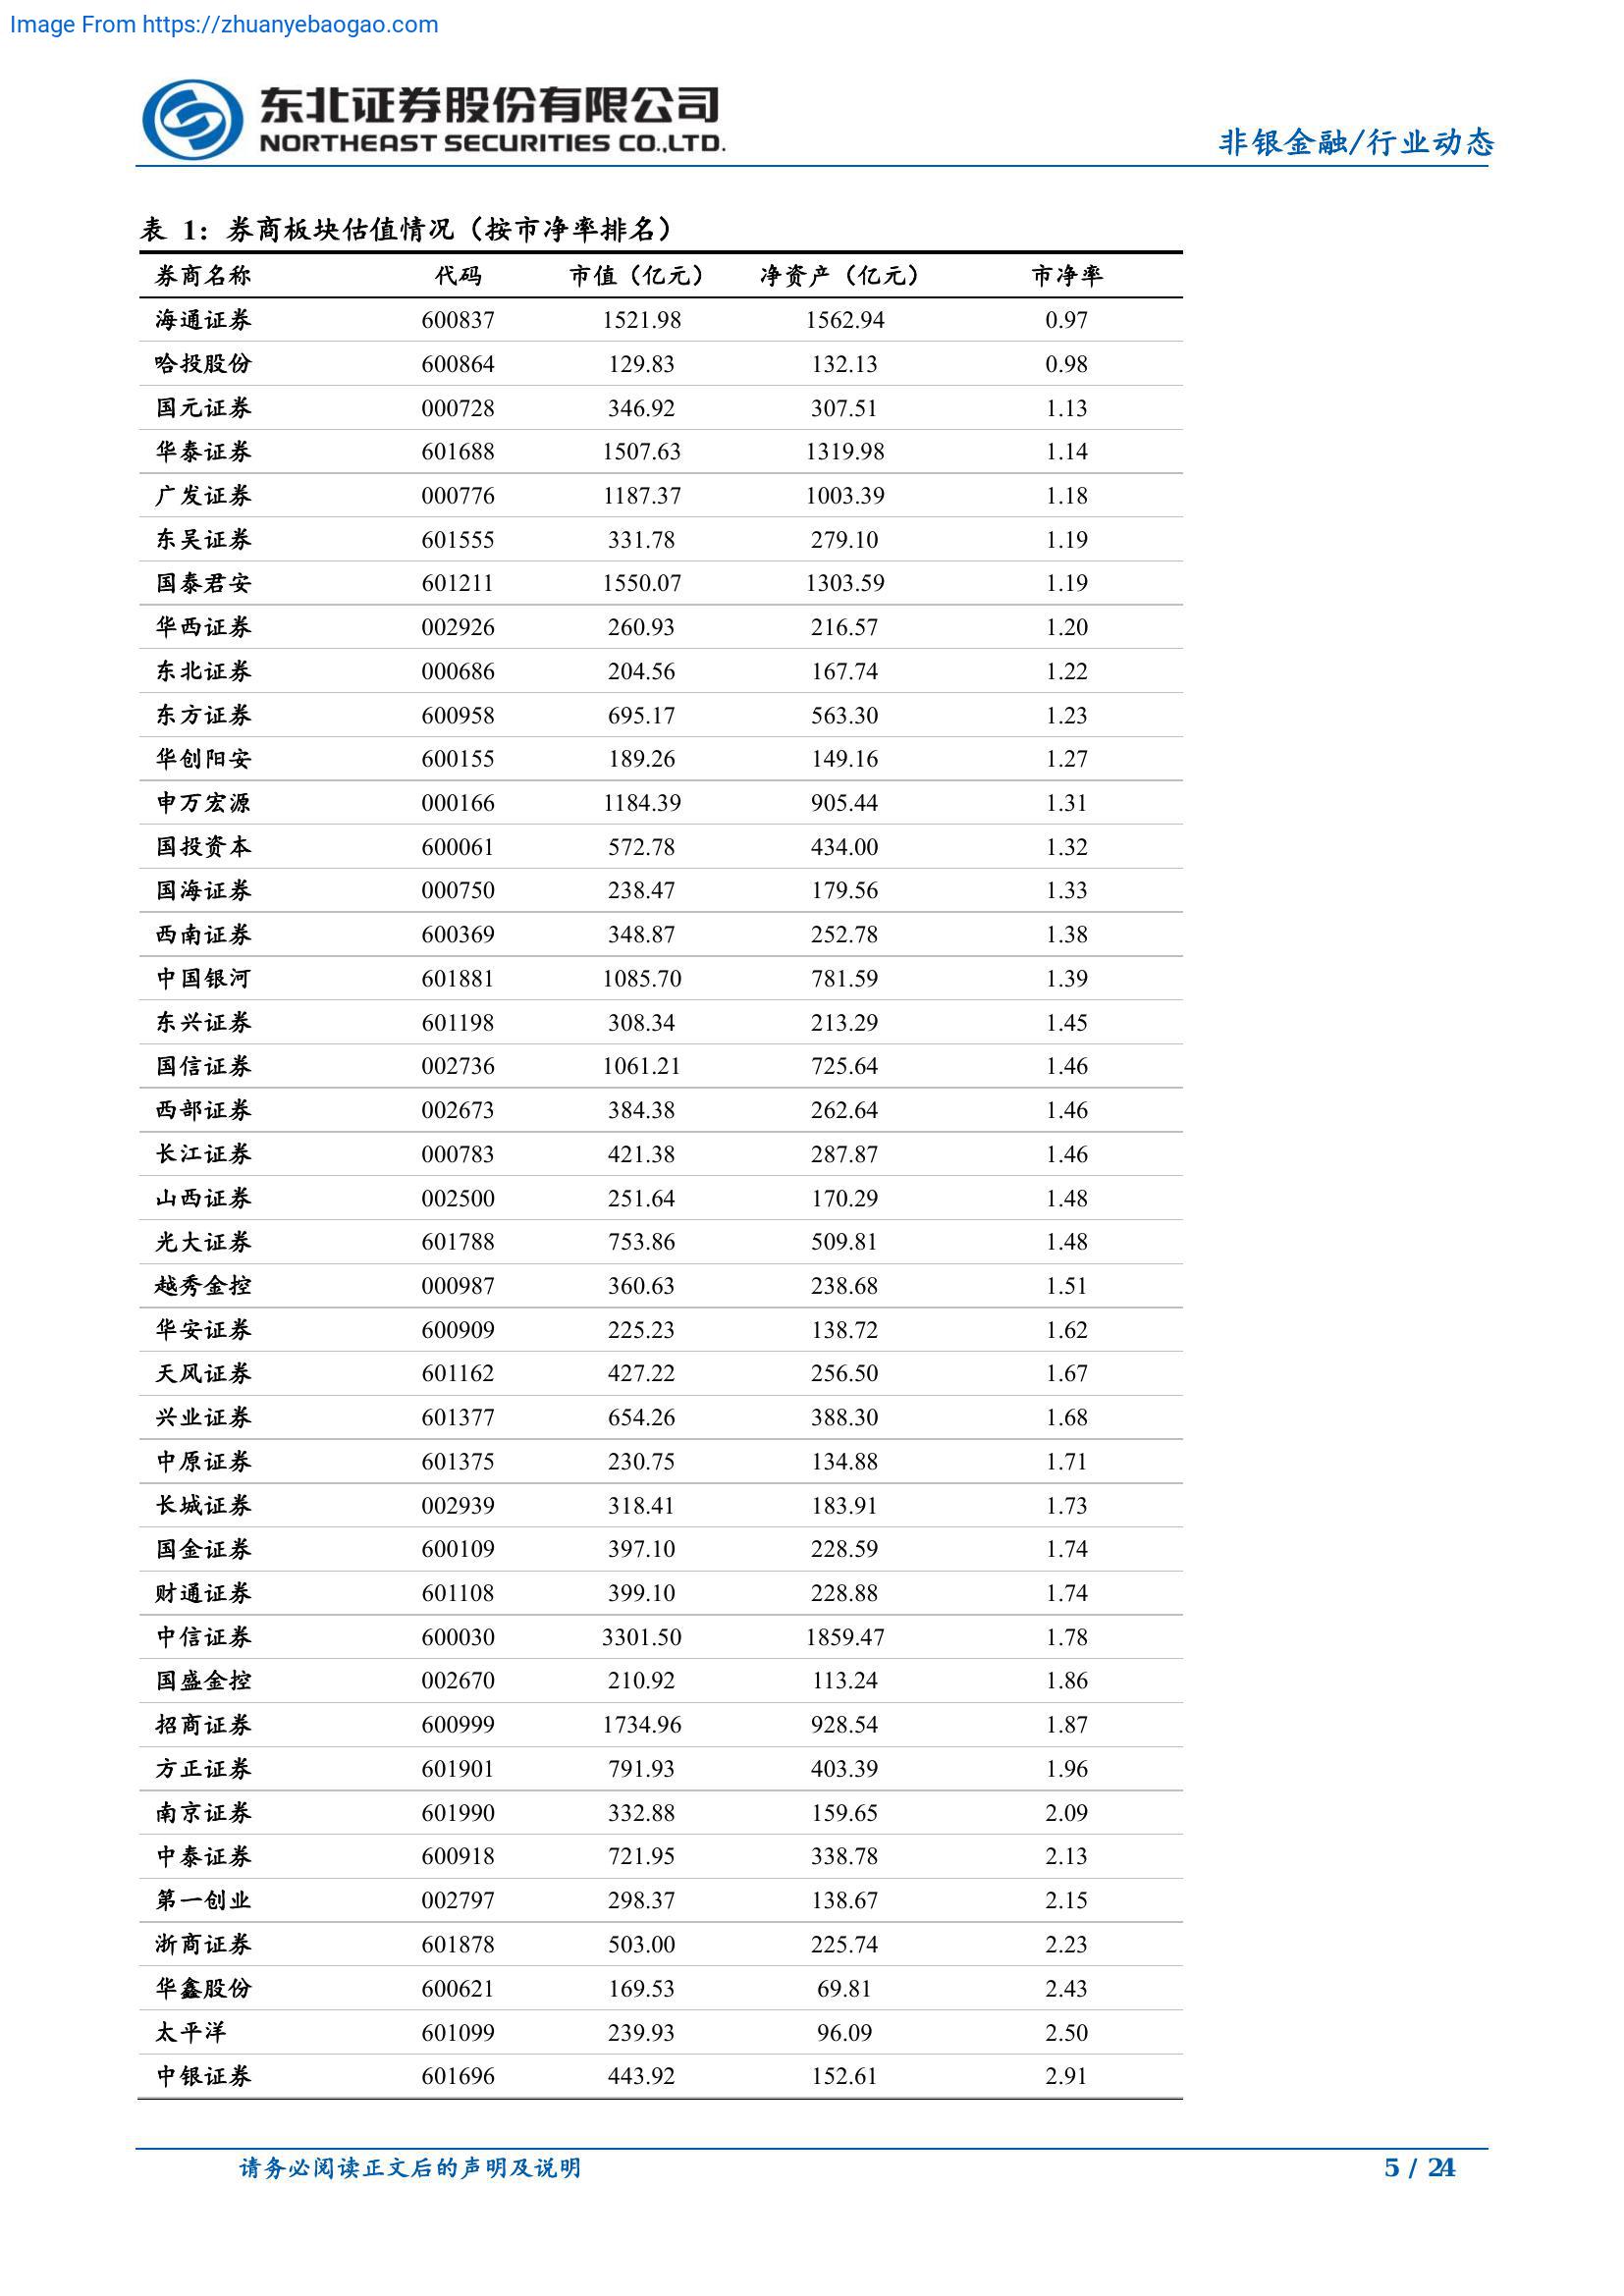 Image From https://zhuanyebaogao.com
东北证券股份有限公司
NORTHEAST SECURITIES CO.,LTD.
非银金融/行业动态
表 1：券商板块估值情况（按市净率排名）
券商名称 代码 市值（亿元） 净资产（亿元） 市净率
海通证券 600837 1521.98 1562.94 0.97
哈投股份 600864 129.83 132.13 0.98
国元证券 000728 346.92 307.51 1.13
华泰证券 601688 1507.63 1319.98 1.14
广发证券 000776 1187.37 1003.39 1.18
东吴证券 601555 331.78 279.10 1.19
国泰君安 601211 1550.07 1303.59 1.19
华西证券 002926 260.93 216.57 1.20
东北证券 000686 204.56 167.74 1.22
东方证券 600958 695.17 563.30 1.23
华创阳安 600155 189.26 149.16 1.27
申万宏源 000166 1184.39 905.44 1.31
国投资本 600061 572.78 434.00 1.32
国海证券 000750 238.47 179.56 1.33
西南证券 600369 348.87 252.78 1.38
中国银河 601881 1085.70 781.59 1.39
东兴证券 601198 308.34 213.29 1.45
国信证券 002736 1061.21 725.64 1.46
西部证券 002673 384.38 262.64 1.46
长江证券 000783 421.38 287.87 1.46
山西证券 002500 251.64 170.29 1.48
光大证券 601788 753.86 509.81 1.48
越秀金控 000987 360.63 238.68 1.51
华安证券 600909 225.23 138.72 1.62
天风证券 601162 427.22 256.50 1.67
兴业证券 601377 654.26 388.30 1.68
中原证券 601375 230.75 134.88 1.71
长城证券 002939 318.41 183.91 1.73
国金证券 600109 397.10 228.59 1.74
财通证券 601108 399.10 228.88 1.74
中信证券 600030 3301.50 1859.47 1.78
国盛金控 002670 210.92 113.24 1.86
招商证券 600999 1734.96 928.54 1.87
方正证券 601901 791.93 403.39 1.96
南京证券 601990 332.88 159.65 2.09
中泰证券 600918 721.95 338.78 2.13
第一创业 002797 298.37 138.67 2.15
浙商证券 601878 503.00 225.74 2.23
华鑫股份 600621 169.53 69.81 2.43
太平洋 601099 239.93 96.09 2.50
中银证券 601696 443.92 152.61 2.91
请务必阅读正文后的声明及说明 5 / 24